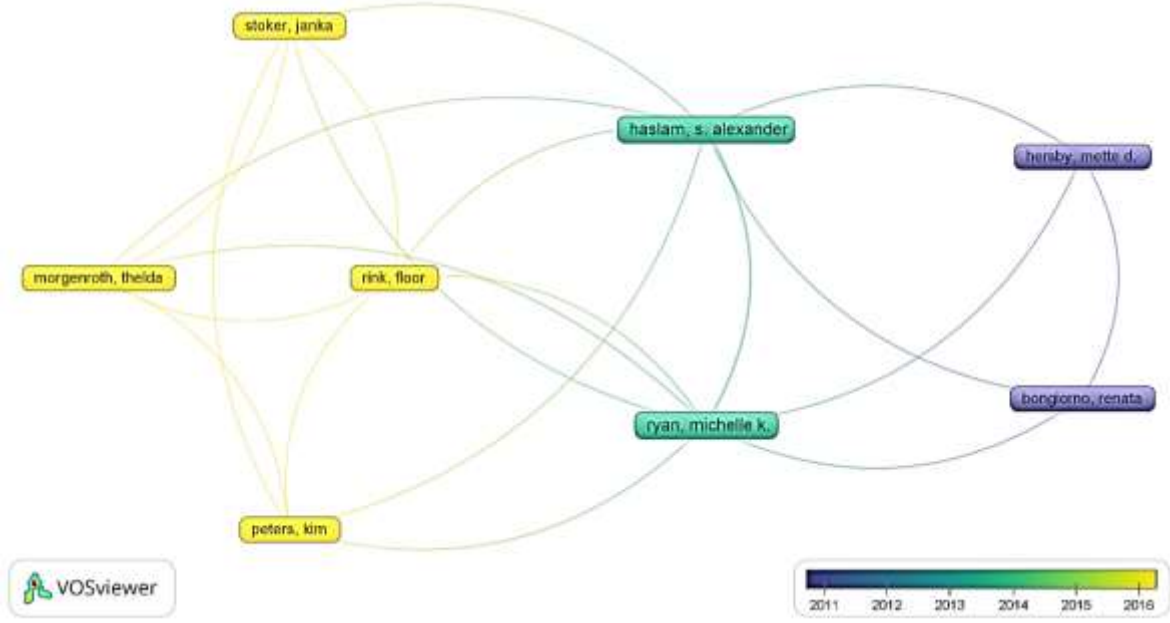 stoker, janka
haslam, s. alexander
hersby, mette d.
morgenroth, thelda
rink, floor
bongiorno, renata
ryan, michelle k.
peters, kim
VOSviewer
2011 2012 2013 2014 2015 2016